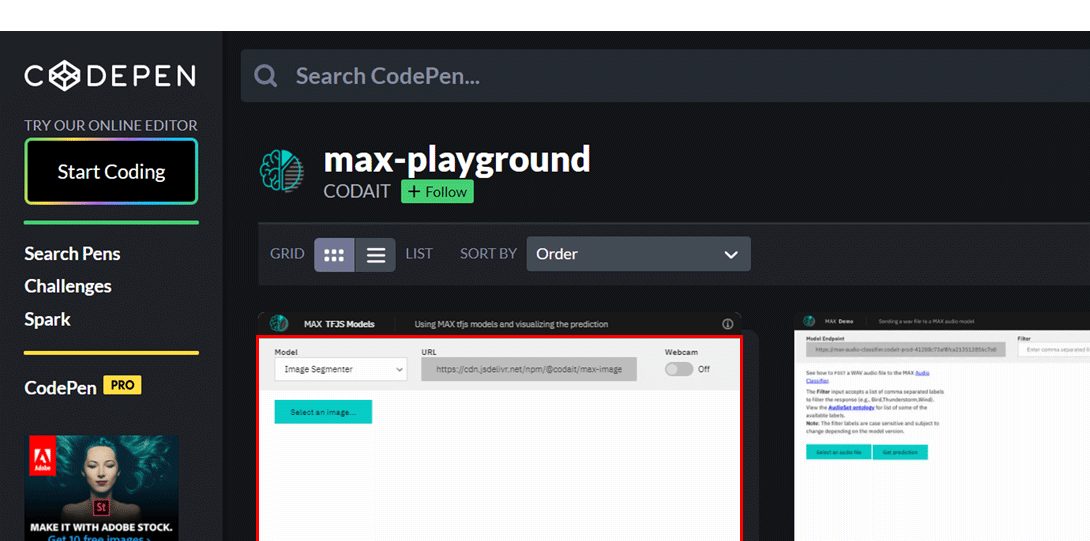 CODEPEN
Search CodePen...
TRY OUR ONLINE EDITOR
Start Coding
max-playground
CODAIT
+ Follow
Search Pens
Challenges
Spark
GRID
LIST
SORT BY
Order
CodePen PRO
MAX TFJS Models
Using MAX tfjs models and visualizing the prediction
Model
URL
Webcam
Image Segmenter
https://cdn.jsdelivr.net/npm/@codait/max-image
Off
Select an image...
MAX Demo
Sending a wav file to a MAX audio model
Model Endpoint
Filter
Enter comma separated
See how to POST a WAV audio file to the MAX Audio
Classifier.
The Filter input accepts a list of comma separated labels
to filter the response (e.g., Bird,Thunderstorm,Wind).
View the AudioSet ontology for list of some of the
available labels.
Note: The filter labels are case sensitive and subject to
change depending on the model version.
Select an audio file
Get prediction
Adobe
St
MAKE IT WITH ADOBE STOCK.
Get 10 free images ›